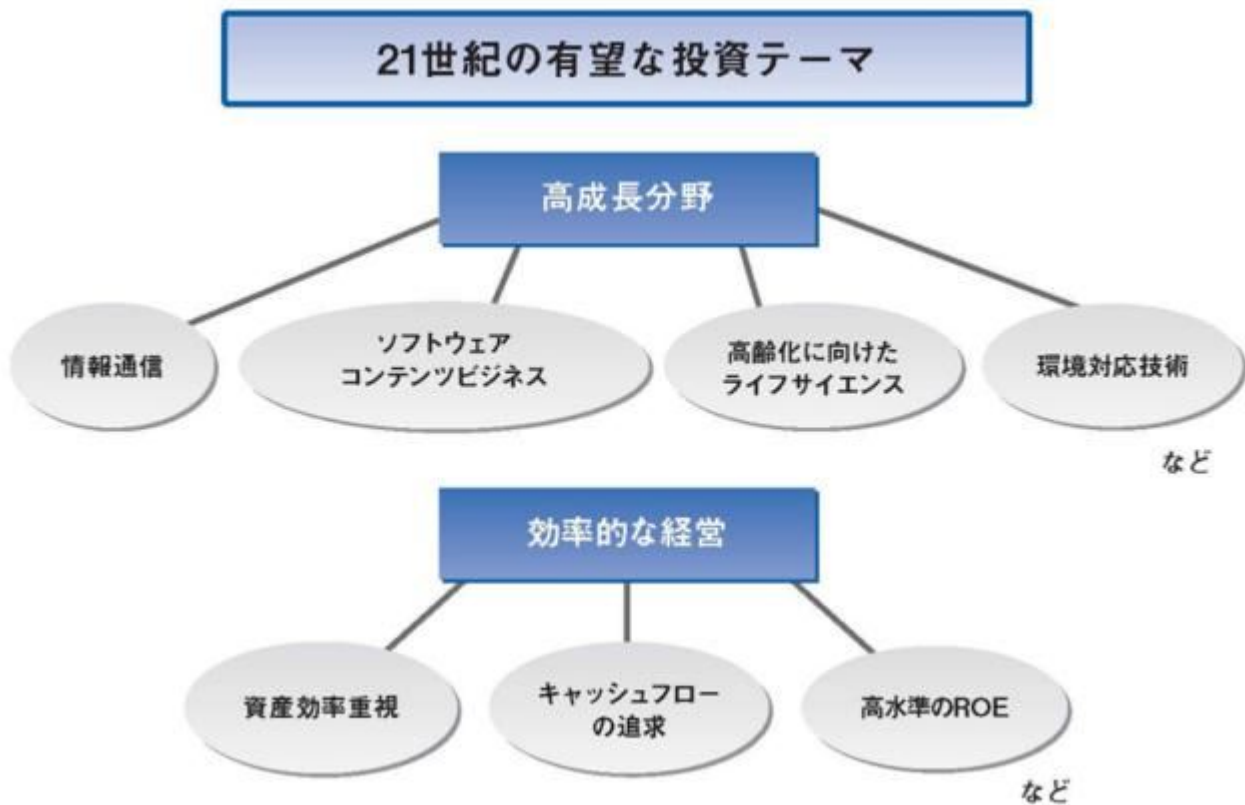 21世紀の有望な投資テーマ
高成長分野
情報通信
ソフトウェア
コンテンツビジネス
高齢化に向けた
ライフサイエンス
環境対応技術
など
効率的な経営
資産効率重視
キャッシュフロー
の追求
高水準のROE
など